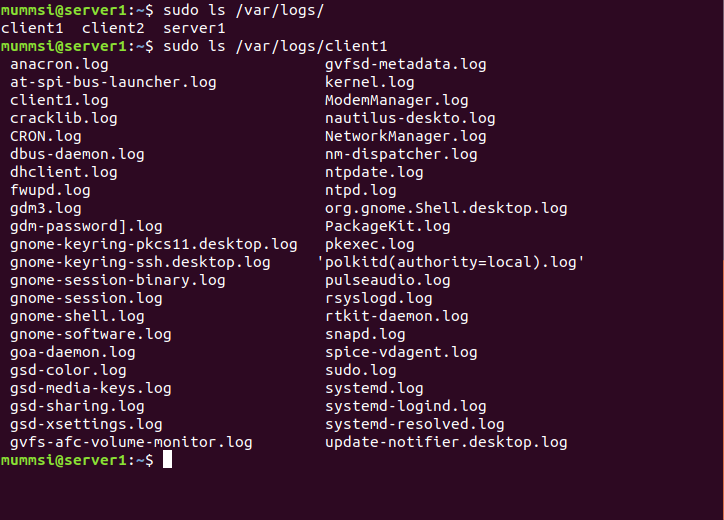 mummsi@server1:~$ sudo ls /var/logs/
client1  client2  server1
mummsi@server1:~$ sudo ls /var/logs/client1
anacron.log                        gvfsd-metadata.log
at-spi-bus-launcher.log            kernel.log
client1.log                        ModemManager.log
cracklib.log                       nautilus-deskto.log
CRON.log                           NetworkManager.log
dbus-daemon.log                    nm-dispatcher.log
dhclient.log                       ntpdate.log
fwupd.log                          ntpd.log
gdm3.log                           org.gnome.Shell.desktop.log
gdm-password].log                  PackageKit.log
gnome-keyring-pkcs11.desktop.log   pkexec.log
gnome-keyring-ssh.desktop.log     'polkitd(authority=local).log'
gnome-session-binary.log           pulseaudio.log
gnome-session.log                  rsyslogd.log
gnome-shell.log                    rtkit-daemon.log
gnome-software.log                 snapd.log
goa-daemon.log                     spice-vdagent.log
gsd-color.log                      sudo.log
gsd-media-keys.log                 systemd.log
gsd-sharing.log                    systemd-logind.log
gsd-xsettings.log                  systemd-resolved.log
gvfs-afc-volume-monitor.log        update-notifier.desktop.log
mummsi@server1:~$